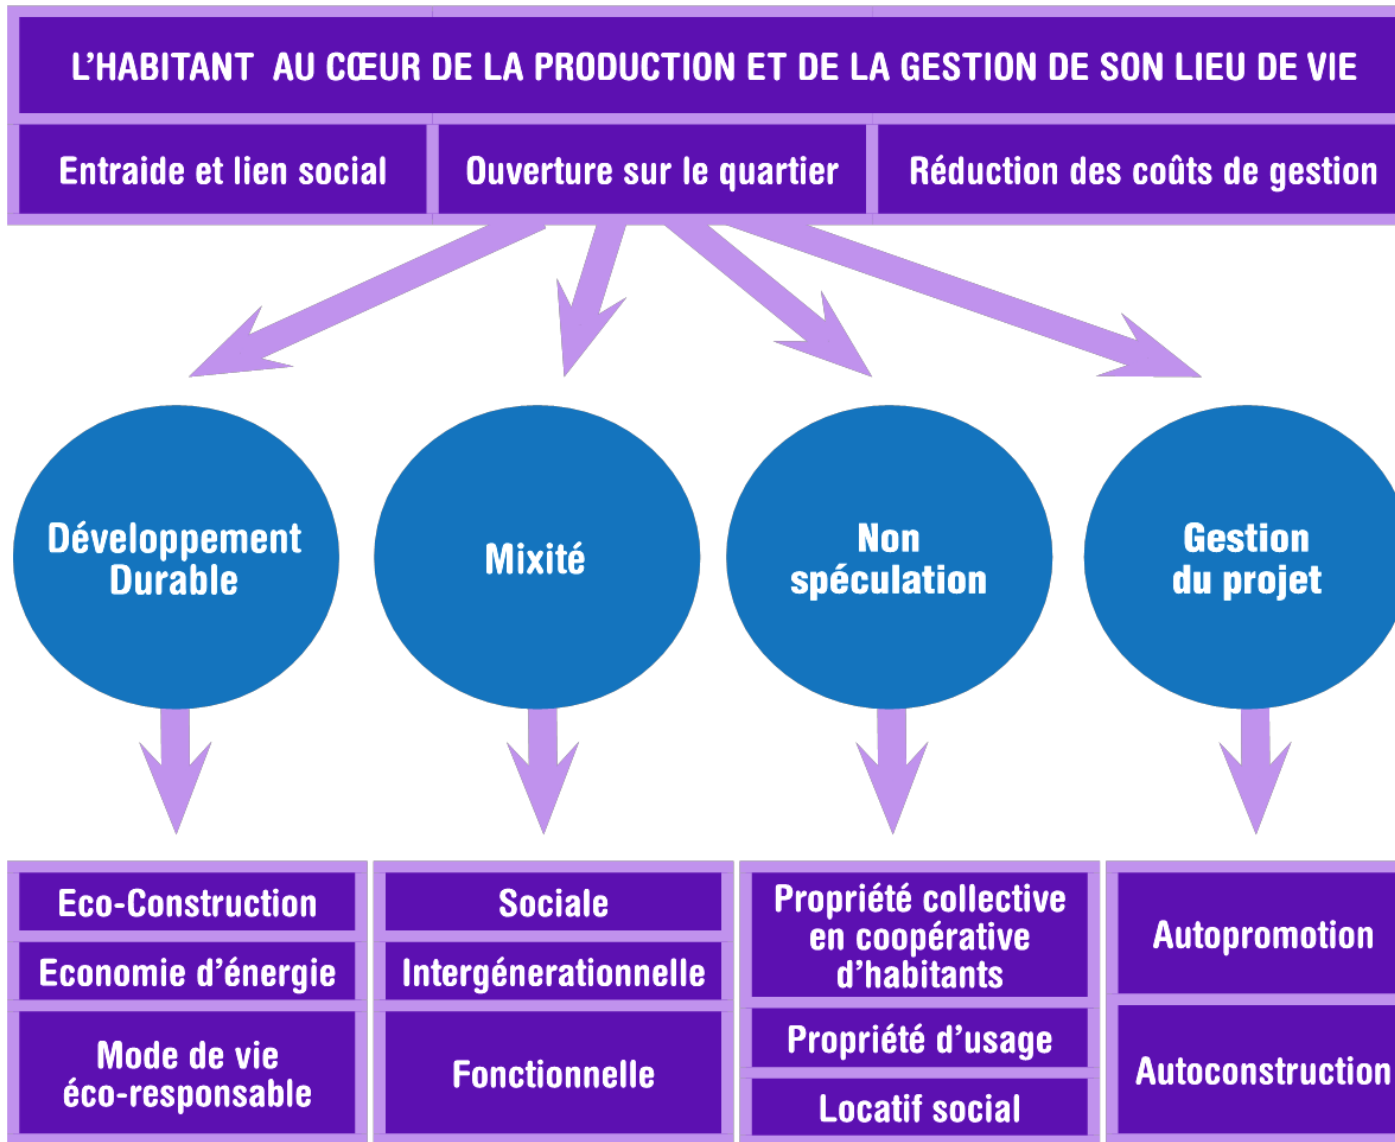 L'HABITANT AU CŒUR DE LA PRODUCTION ET DE LA GESTION DE SON LIEU DE VIE
Entraide et lien social
Ouverture sur le quartier
Réduction des coûts de gestion
Développement
Durable
Mixité
Non
spéculation
Gestion
du projet
Eco-Construction
Economie d'énergie
Mode de vie
éco-responsable
Sociale
Intergénerationnelle
Fonctionnelle
Propriété collective
en coopérative
d'habitants
Propriété d'usage
Locatif social
Autopromotion
Autoconstruction